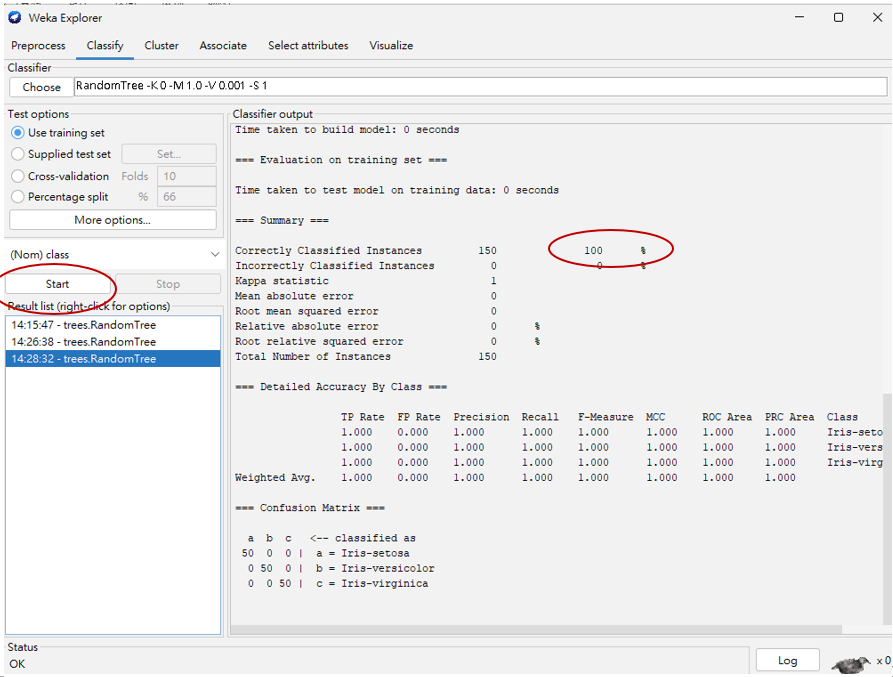 Weka Explorer
Preprocess Classify Cluster Associate Select attributes Visualize
Classifier
Choose RandomTree -K 0 -M 1.0 -V 0.001 -S 1
Test options
Use training set
Supplied test set Set...
Cross-validation Folds 10
Percentage split % 66
More options...
(Nom) class
Start Stop
Result list (right-click for options)
14:15:47 - trees.RandomTree
14:26:38 - trees.RandomTree
14:28:32 - trees.RandomTree
Classifier output
Time taken to build model: 0 seconds
=== Evaluation on training set ===
Time taken to test model on training data: 0 seconds
=== Summary ===
Correctly Classified Instances 150 100 %
Incorrectly Classified Instances 0 0 %
Kappa statistic 1
Mean absolute error 0
Root mean squared error 0
Relative absolute error 0 %
Root relative squared error 0 %
Total Number of Instances 150
=== Detailed Accuracy By Class ===
TP Rate FP Rate Precision Recall F-Measure MCC ROC Area PRC Area Class
1.000 0.000 1.000 1.000 1.000 1.000 1.000 1.000 Iris-seto
1.000 0.000 1.000 1.000 1.000 1.000 1.000 1.000 Iris-vers
1.000 0.000 1.000 1.000 1.000 1.000 1.000 1.000 Iris-virg
Weighted Avg. 1.000 0.000 1.000 1.000 1.000 1.000 1.000 1.000
=== Confusion Matrix ===
a b c <-- classified as
50 0 0 | a = Iris-setosa
0 50 0 | b = Iris-versicolor
0 0 50 | c = Iris-virginica
Status
OK
Log
x 0